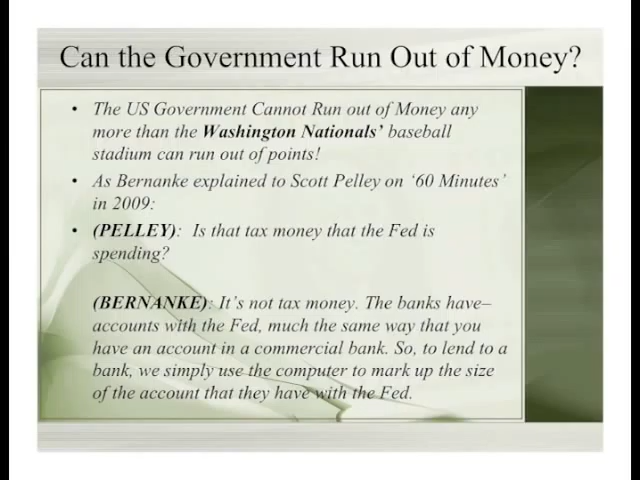 Can the Government Run Out of Money?
• The US Government Cannot Run out of Money any
more than the Washington Nationals’ baseball
stadium can run out of points!
• As Bernanke explained to Scott Pelley on ‘60 Minutes’
in 2009:
• (PELLEY): Is that tax money that the Fed is
spending?
(BERNANKE): It’s not tax money. The banks have–
accounts with the Fed, much the same way that you
have an account in a commercial bank. So, to lend to a
bank, we simply use the computer to mark up the size
of the account that they have with the Fed.